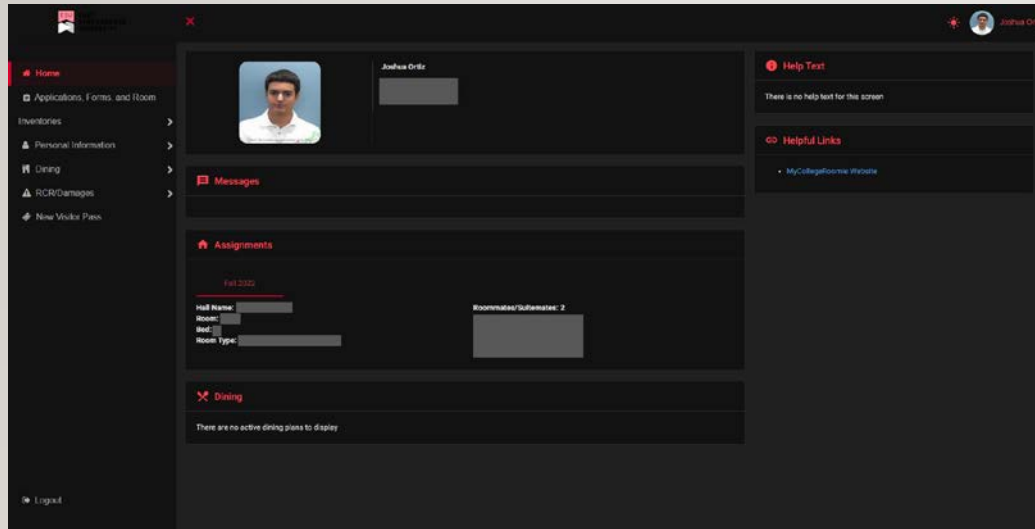 Joshua Or
Home
Applications, Forms, and Room
Inventories
Personal Information
Dining
RCR/Damages
New Visitor Pass
Logout
Joshua Ortiz
Messages
Assignments
Fall 2022
Hall Name:
Room:
Bed:
Room Type:
Roommates/Suitemates: 2
Dining
There are no active dining plans to display
Help Text
There is no help text for this screen
Helpful Links
MyCollegeRoomie Website